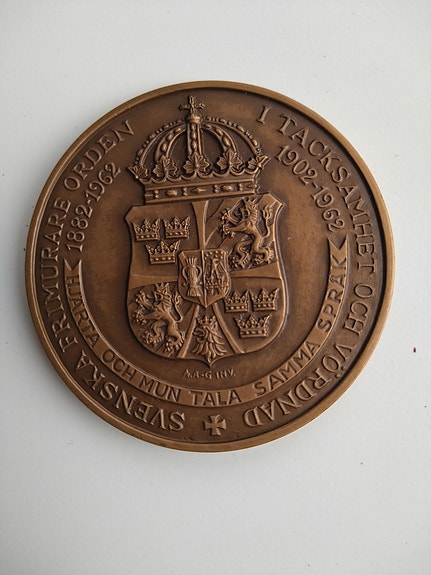 SVENSKA FRIMURARE ORDEN
I TACKSAMHET OCH VÖRDNAD
1882-1962
1902-1962
HJÄRTA OCH MUN TALA SAMMA SPRÅK